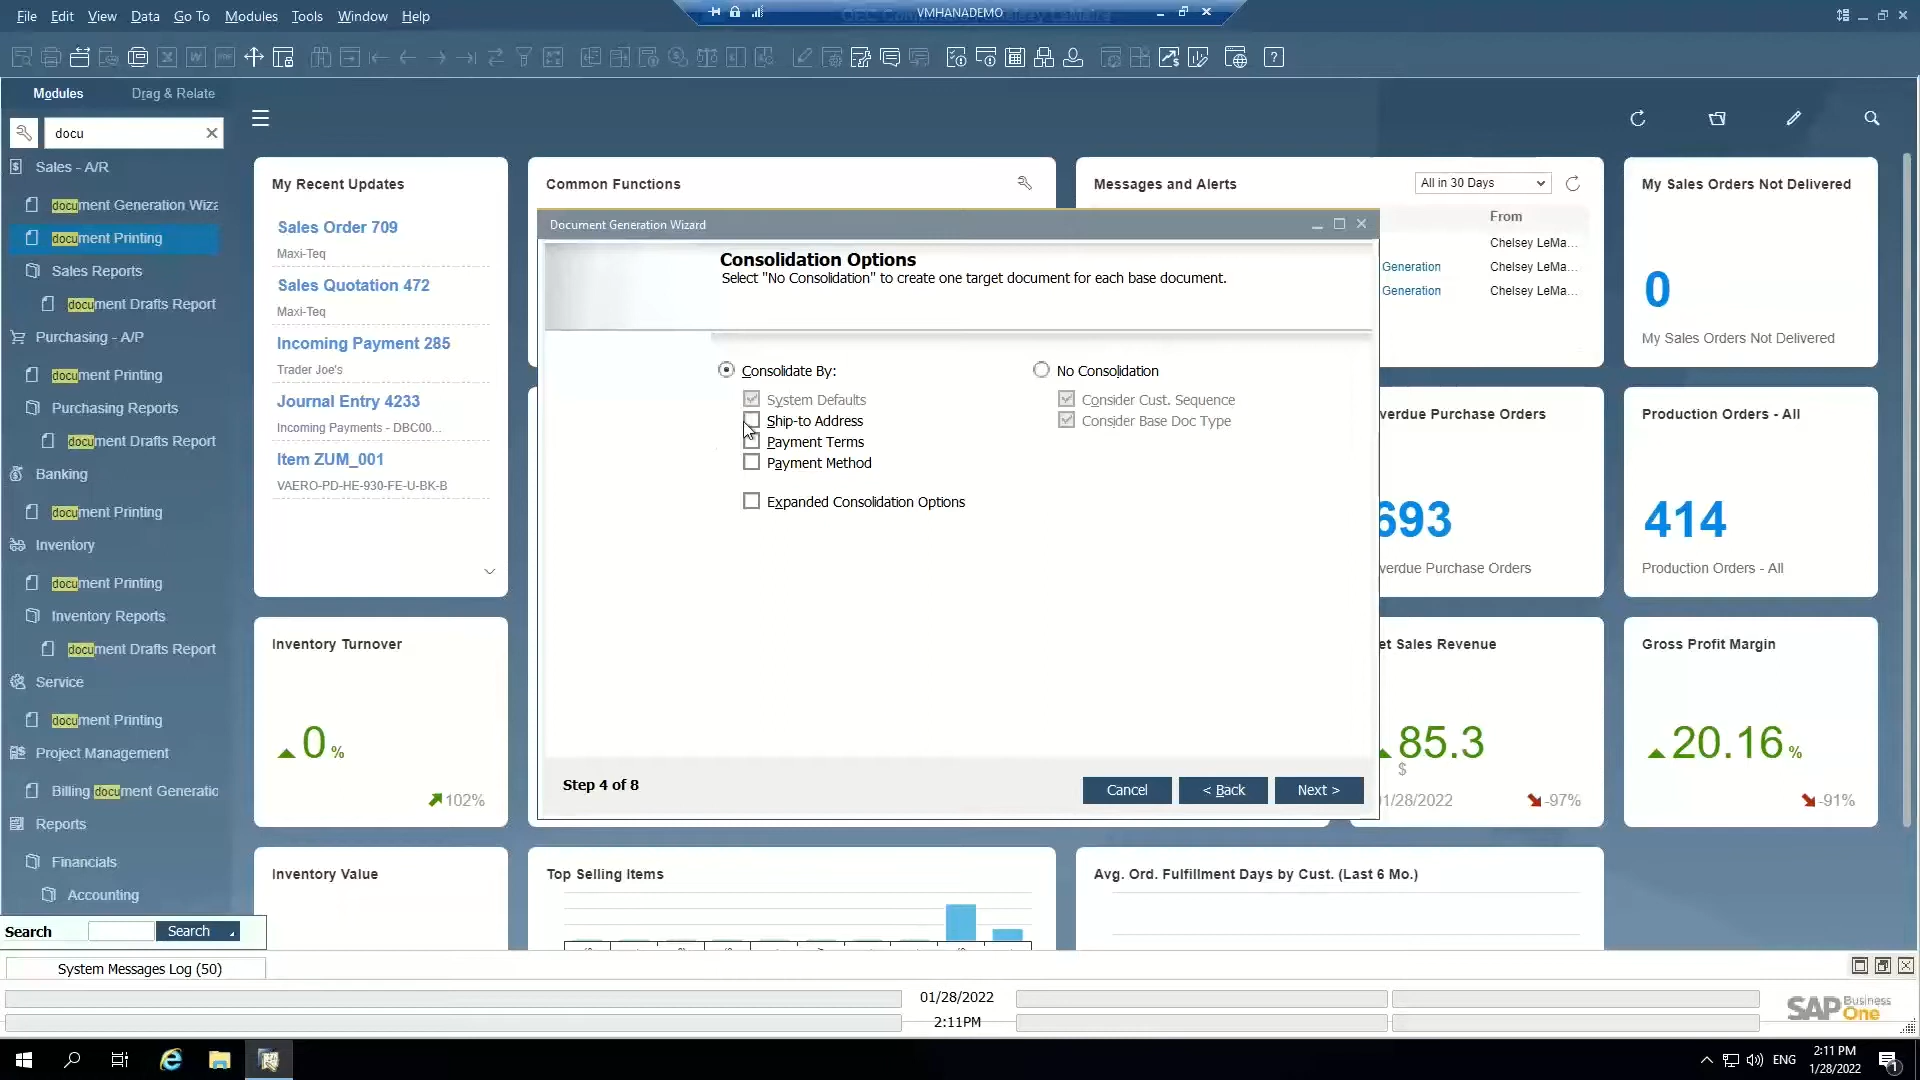 File Edit View Data Go To Modules Tools Window Help
VMHANADEMO
Modules Drag & Relate
docu
Sales - A/R
document Generation Wiza
document Printing
Sales Reports
document Drafts Report
Purchasing - A/P
document Printing
Purchasing Reports
document Drafts Report
Banking
document Printing
Inventory
document Printing
Inventory Reports
document Drafts Report
Service
document Printing
Project Management
Billing document Generatic
Reports
Financials
Accounting
Search Search
My Recent Updates
Sales Order 709
Maxi-Teq
Sales Quotation 472
Maxi-Teq
Incoming Payment 285
Trader Joe's
Journal Entry 4233
Incoming Payments - DBC00...
Item ZUM_001
VAERO-PD-HE-930-FE-U-BK-B
Common Functions
Messages and Alerts All in 30 Days
From
Chelsey LeMa...
Generation Chelsey LeMa...
Generation Chelsey LeMa...
My Sales Orders Not Delivered
0
My Sales Orders Not Delivered
Document Generation Wizard
Consolidation Options
Select "No Consolidation" to create one target document for each base document.
Consolidate By: No Consolidation
System Defaults Consider Cust. Sequence
Ship-to Address Consider Base Doc Type
Payment Terms
Payment Method
Expanded Consolidation Options
Step 4 of 8 Cancel < Back Next >
verdue Purchase Orders
693
verdue Purchase Orders
Production Orders - All
414
Production Orders - All
Inventory Turnover
0 %
102%
et Sales Revenue
85.3
$
01/28/2022 -97%
Gross Profit Margin
20.16 %
-91%
Inventory Value
Top Selling Items
Avg. Ord. Fulfillment Days by Cust. (Last 6 Mo.)
System Messages Log (50)
01/28/2022
2:11PM
SAP Business One
ENG
2:11 PM
1/28/2022
1